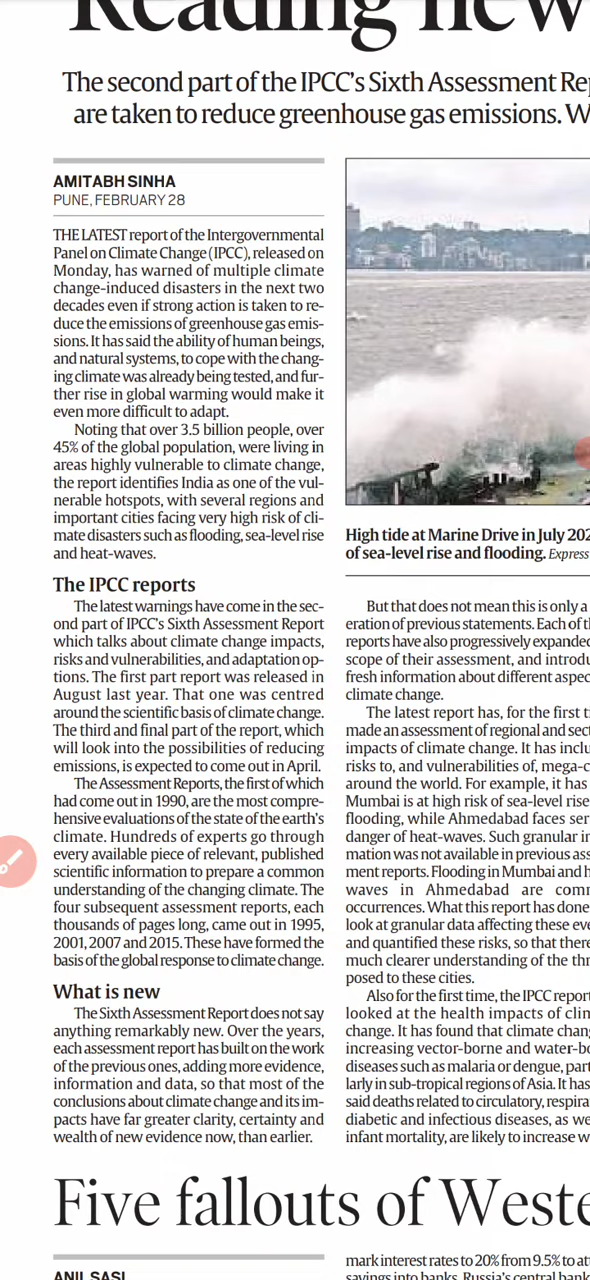 Reading new
The second part of the IPCC's Sixth Assessment Rep
are taken to reduce greenhouse gas emissions. W
AMITABH SINHA
PUNE, FEBRUARY 28
THE LATEST report of the Intergovernmental
Panel on Climate Change (IPCC), released on
Monday, has warned of multiple climate
change-induced disasters in the next two
decades even if strong action is taken to re-
duce the emissions of greenhouse gas emis-
sions. It has said the ability of human beings,
and natural systems, to cope with the chang-
ing climate was already being tested, and fur-
ther rise in global warming would make it
even more difficult to adapt.
Noting that over 3.5 billion people, over
45% of the global population, were living in
areas highly vulnerable to climate change,
the report identifies India as one of the vul-
nerable hotspots, with several regions and
important cities facing very high risk of cli-
mate disasters such as flooding, sea-level rise
and heat-waves.
The IPCC reports
The latest warnings have come in the sec-
ond part of IPCC's Sixth Assessment Report
which talks about climate change impacts,
risks and vulnerabilities, and adaptation op-
tions. The first part report was released in
August last year. That one was centred
around the scientific basis of climate change.
The third and final part of the report, which
will look into the possibilities of reducing
emissions, is expected to come out in April.
The Assessment Reports, the first of which
had come out in 1990, are the most compre-
hensive evaluations of the state of the earth's
climate. Hundreds of experts go through
every available piece of relevant, published
scientific information to prepare a common
understanding of the changing climate. The
four subsequent assessment reports, each
thousands of pages long, came out in 1995,
2001, 2007 and 2015. These have formed the
basis of the global response to climate change.
What is new
The Sixth Assessment Report does not say
anything remarkably new. Over the years,
each assessment report has built on the work
of the previous ones, adding more evidence,
information and data, so that most of the
conclusions about climate change and its im-
pacts have far greater clarity, certainty and
wealth of new evidence now, than earlier.
High tide at Marine Drive in July 202
of sea-level rise and flooding. Express
But that does not mean this is only a
eration of previous statements. Each of th
reports have also progressively expanded
scope of their assessment, and introdu
fresh information about different aspec
climate change.
The latest report has, for the first ti
made an assessment of regional and sect
impacts of climate change. It has inclu
risks to, and vulnerabilities of, mega-c
around the world. For example, it has
Mumbai is at high risk of sea-level rise
flooding, while Ahmedabad faces ser
danger of heat-waves. Such granular in
mation was not available in previous ass
ment reports. Flooding in Mumbai and h
waves in Ahmedabad are comm
occurrences. What this report has done
look at granular data affecting these eve
and quantified these risks, so that there
much clearer understanding of the thr
posed to these cities.
Also for the first time, the IPCC report
looked at the health impacts of clim
change. It has found that climate chang
increasing vector-borne and water-bo
diseases such as malaria or dengue, part
larly in sub-tropical regions of Asia. It has
said deaths related to circulatory, respira
diabetic and infectious diseases, as we
infant mortality, are likely to increase w
Five fallouts of Weste
ANIL SASI
mark interest rates to 20% from 9.5% to att
savings into banks. Russia's central bank